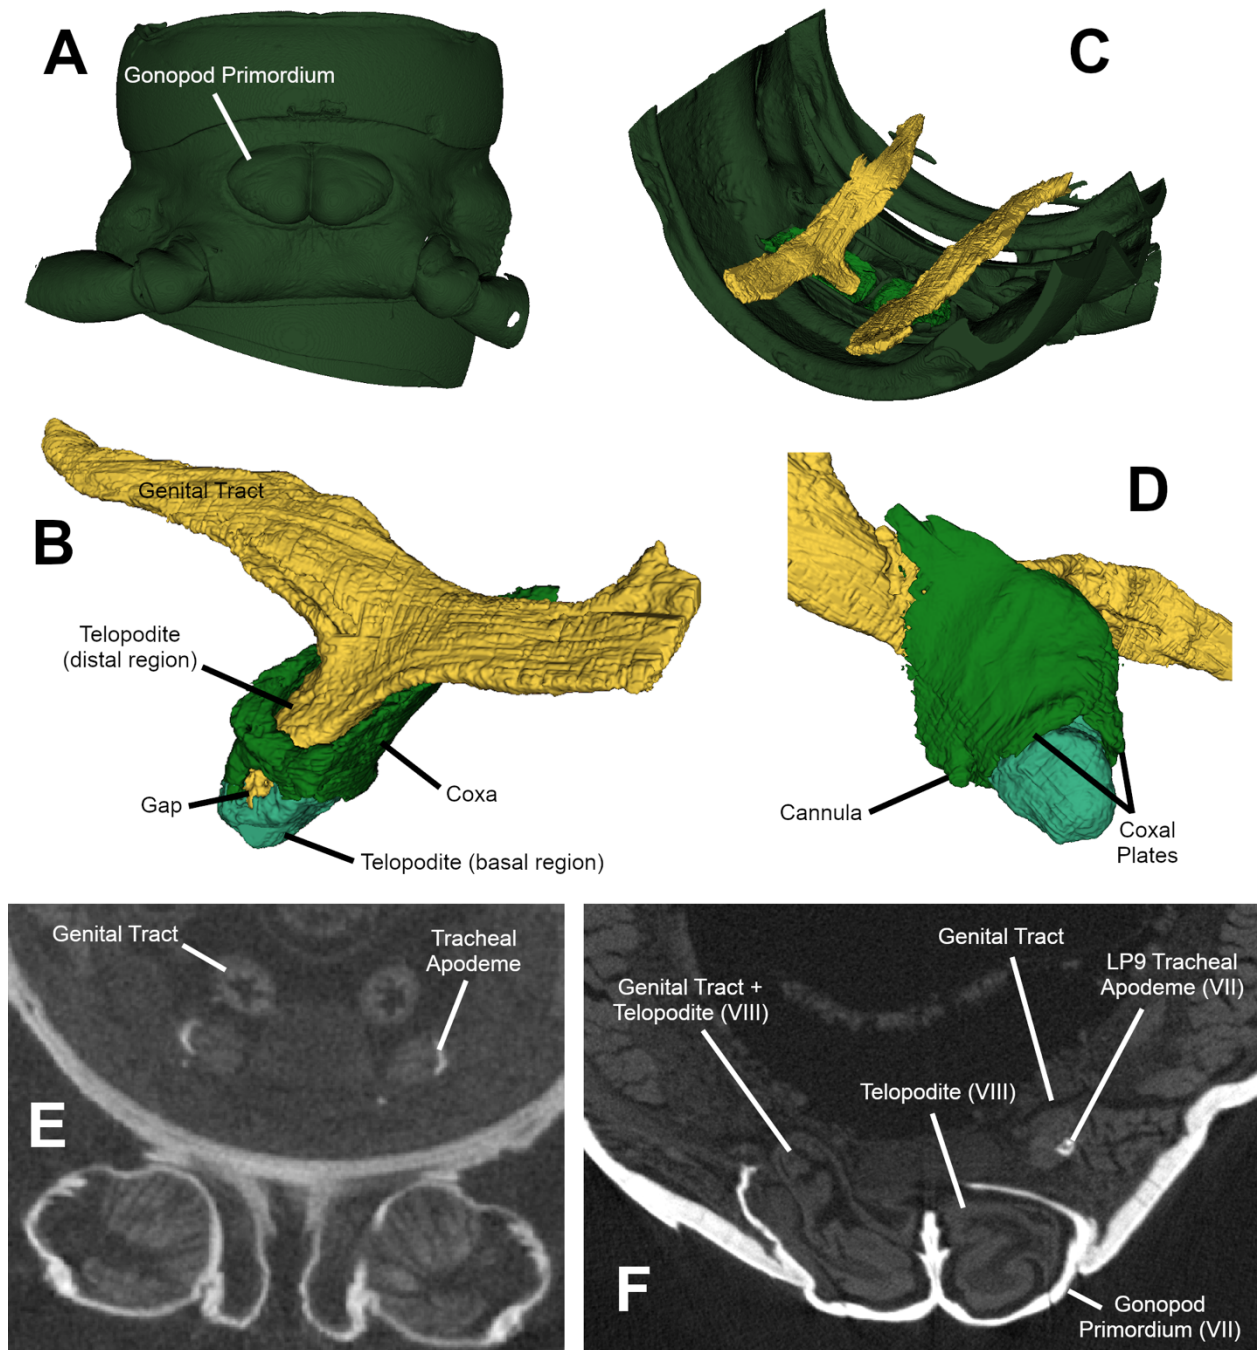 A
Gonopod Primordium
C
Genital Tract
B
Telopodite
(distal region)
Gap
Coxa
Telopodite (basal region)
D
Cannula
Coxal
Plates
Genital Tract
Tracheal
Apodeme
E
Genital Tract
LP9 Tracheal
Apodeme (VII)
Genital Tract +
Telopodite (VIII)
Telopodite (VIII)
F
Gonopod
Primordium (VII)